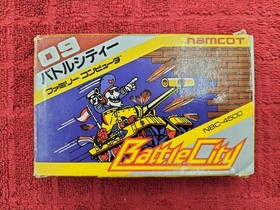 09
バトルシティー
ファミリー コンピュータ
namcot
NBC-4500
Battle City